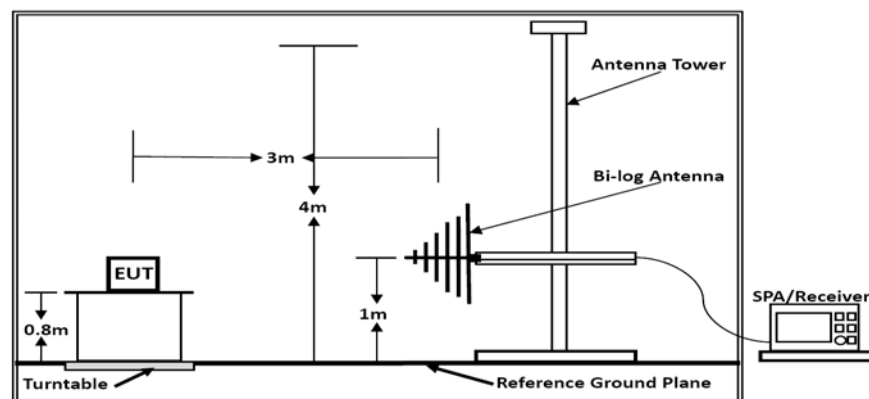 Antenna Tower
3m
Bi-log Antenna
4m
EUT
SPA/Receiver
0.8m
1m
Turntable
Reference Ground Plane